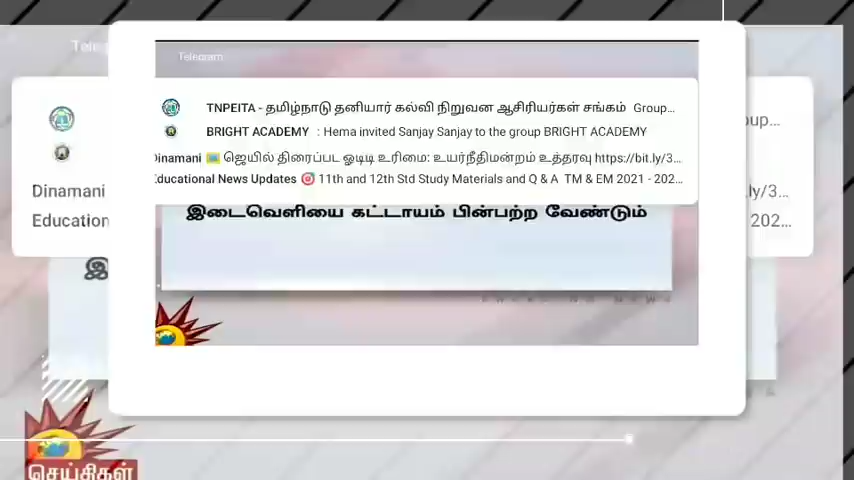 Telegram
TNPEITA - தமிழ்நாடு தனியார் கல்வி நிறுவன ஆசிரியர்கள் சங்கம் Group...
BRIGHT ACADEMY : Hema invited Sanjay Sanjay to the group BRIGHT ACADEMY
Dinamani ஜெயில் திரைப்பட ஓடிடி உரிமை: உயர்நீதிமன்றம் உத்தரவு https://bit.ly/3...
Educational News Updates 11th and 12th Std Study Materials and Q & A TM & EM 2021 - 202...
இடைவெளியை கட்டாயம் பின்பற்ற வேண்டும்
Dinamani
Education
ly/3...
202...
செய்திகள்